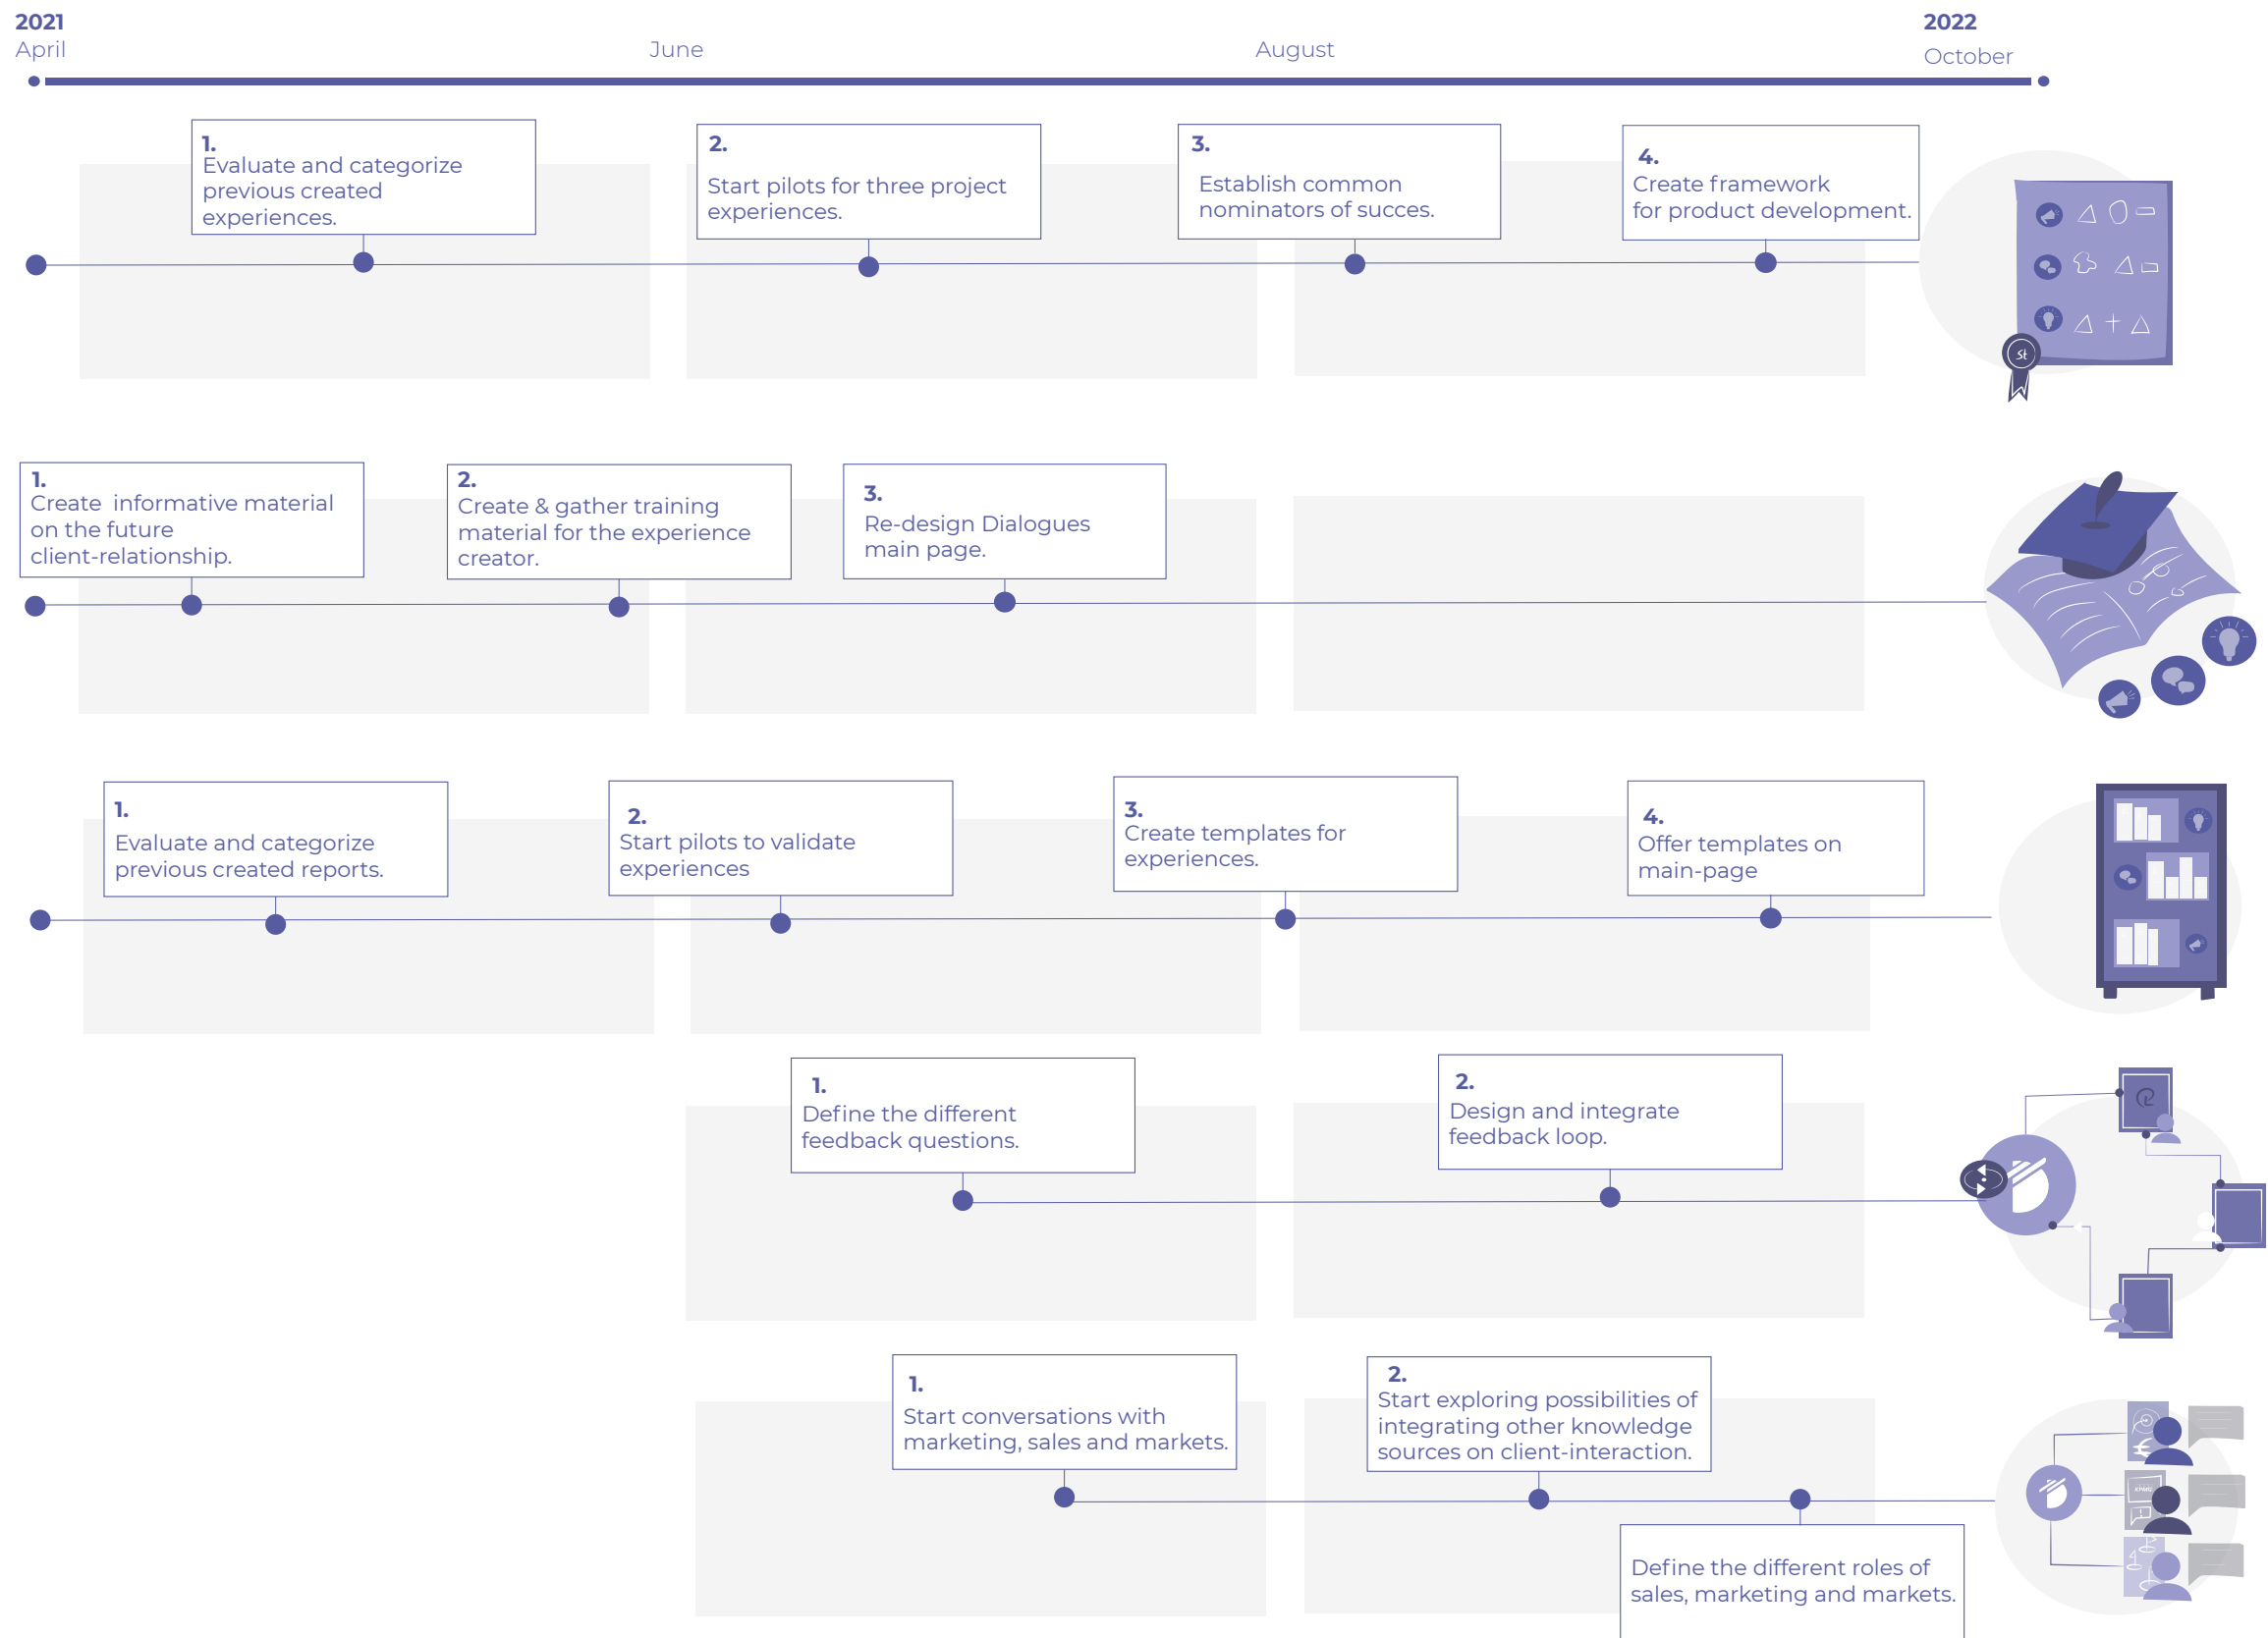 2021
April
June
August
2022
October
1.
Evaluate and categorize
previous created
experiences.
2.
Start pilots for three project
experiences.
3.
Establish common
nominators of succes.
4.
Create framework
for product development.
St
1.
Create  informative material
on the future
client-relationship.
2.
Create & gather training
material for the experience
creator.
3.
Re-design Dialogues
main page.
1.
Evaluate and categorize
previous created reports.
2.
Start pilots to validate
experiences
3.
Create templates for
experiences.
4.
Offer templates on
main-page
1.
Define the different
feedback questions.
2.
Design and integrate
feedback loop.
1.
Start conversations with
marketing, sales and markets.
2.
Start exploring possibilities of
integrating other knowledge
sources on client-interaction.
€
KPMG
Define the different roles of
sales, marketing and markets.